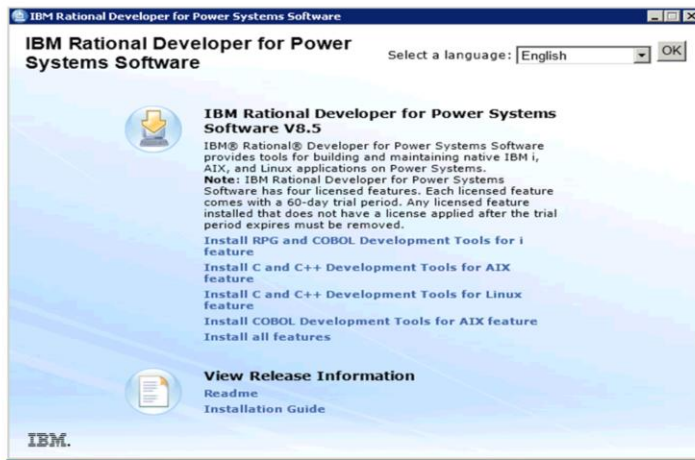 IBM Rational Developer for Power Systems Software
IBM Rational Developer for Power
Systems Software
Select a language: English OK
IBM Rational Developer for Power Systems
Software V8.5
IBM® Rational® Developer for Power Systems Software
provides tools for building and maintaining native IBM i,
AIX, and Linux applications on Power Systems.
Note: IBM Rational Developer for Power Systems
Software has four licensed features. Each licensed feature
comes with a 60-day trial period. Any licensed feature
installed that does not have a license applied after the trial
period expires must be removed.
Install RPG and COBOL Development Tools for i
feature
Install C and C++ Development Tools for AIX
feature
Install C and C++ Development Tools for Linux
feature
Install COBOL Development Tools for AIX feature
Install all features
View Release Information
Readme
Installation Guide
IBM.